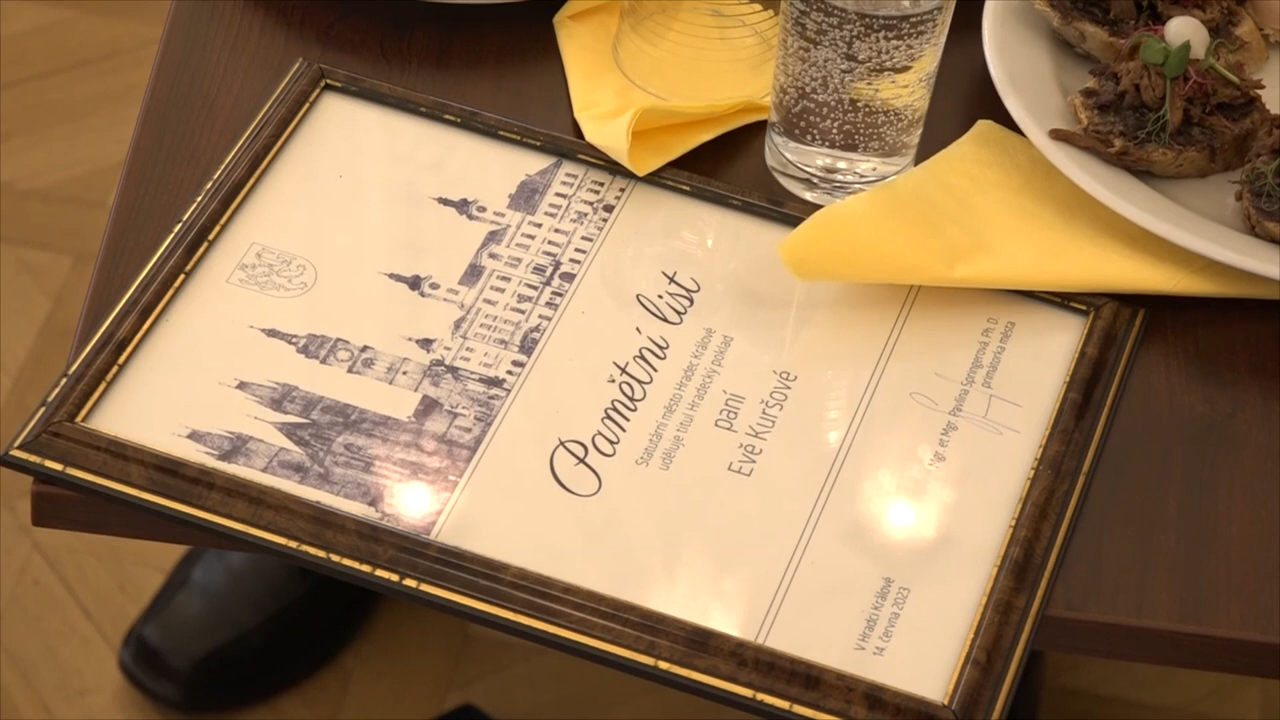 Pamětní list
Statutární město Hradec Králové
uděluje titul Hradecký poklad
paní
Evě Kuršové
Mgr. et Mgr. Pavlína Springerová, Ph. D.
primátorka města
V Hradci Králové
14. června 2023